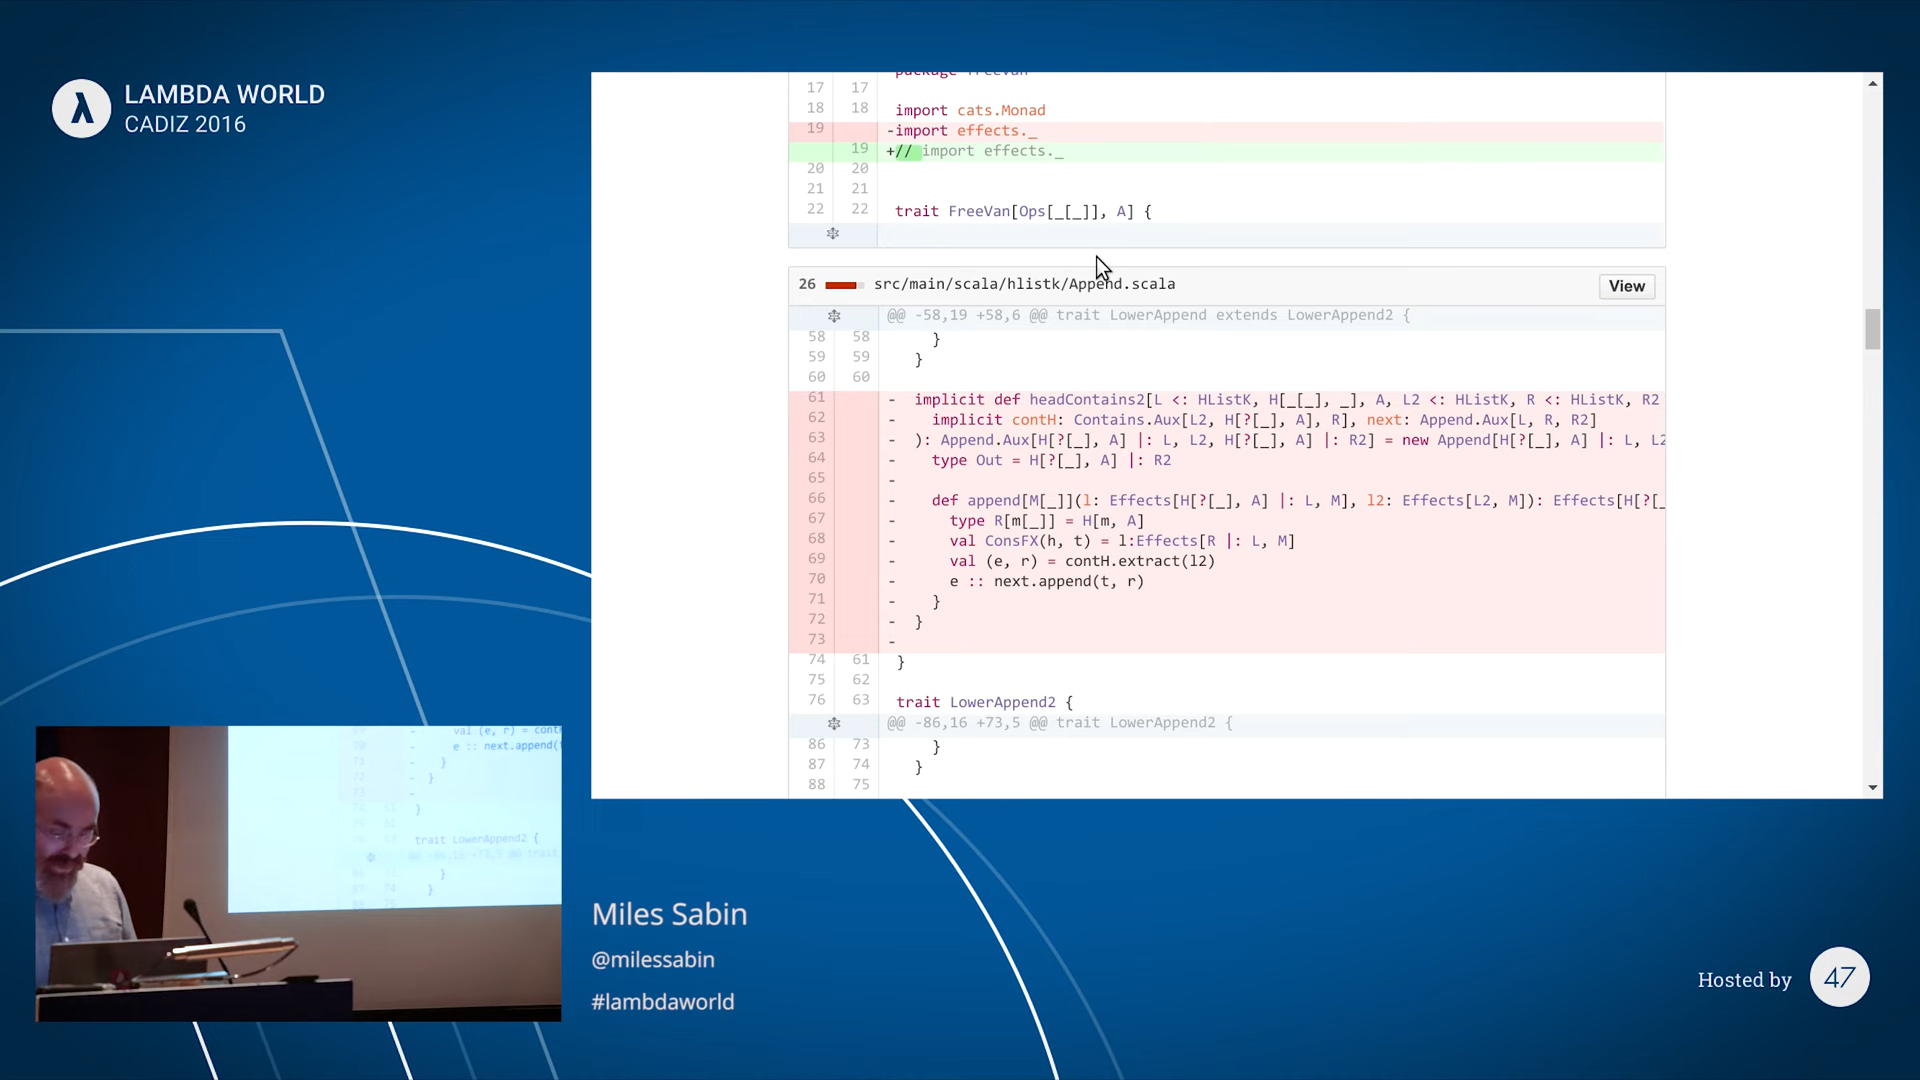 LAMBDA WORLD
CADIZ 2016
17 17
18 18 import cats.Monad
19 -import effects._
19 +// import effects._
20 20
21 21
22 22 trait FreeVan[Ops[_[_]], A] {
26 src/main/scala/hlistk/Append.scala View
@@ -58,19 +58,6 @@ trait LowerAppend extends LowerAppend2 {
58 58 }
59 59 }
60 60
61 - implicit def headContains2[L <: HListK, H[_[_], _], A, L2 <: HListK, R <: HListK, R2
62 - implicit contH: Contains.Aux[L2, H[?[_], A], R], next: Append.Aux[L, R, R2]
63 - ): Append.Aux[H[?[_], A] |: L, L2, H[?[_], A] |: R2] = new Append[H[?[_], A] |: L, L2
64 - type Out = H[?[_], A] |: R2
65 -
66 - def append[M[_]](l: Effects[H[?[_], A] |: L, M], l2: Effects[L2, M]): Effects[H[?[_
67 - type R[m[_]] = H[m, A]
68 - val ConsFX(h, t) = l:Effects[R |: L, M]
69 - val (e, r) = contH.extract(l2)
70 - e :: next.append(t, r)
71 - }
72 - }
73 -
74 61 }
75 62
76 63 trait LowerAppend2 {
@@ -86,16 +73,5 @@ trait LowerAppend2 {
86 73 }
87 74 }
88 75
val (e, r) = cont
e :: next.append(t
}
}
}
trait LowerAppend2 {
}
}
Miles Sabin
@milessabin
#lambdaworld
Hosted by 47